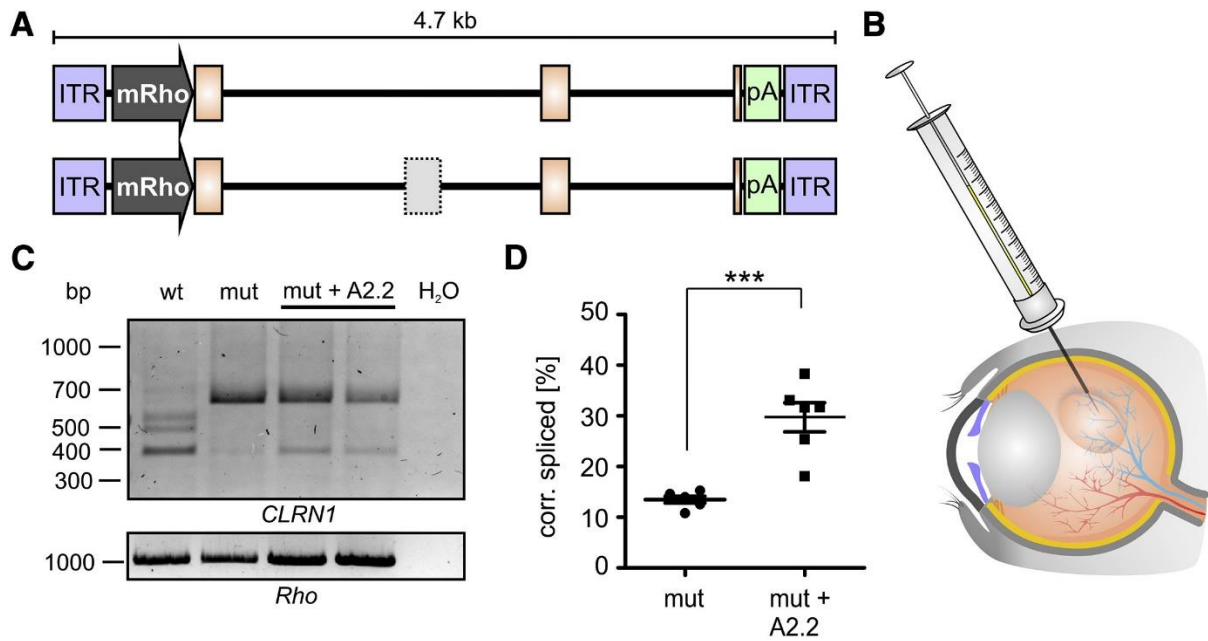 A
4.7 kb
ITR mRho pA ITR
ITR mRho pA ITR
B
C
bp wt mut mut + A2.2 H₂O
1000
700
500
400
300
CLRN1
1000
Rho
D
***
corr. spliced [%]
50
40
30
20
10
0
mut mut +
A2.2